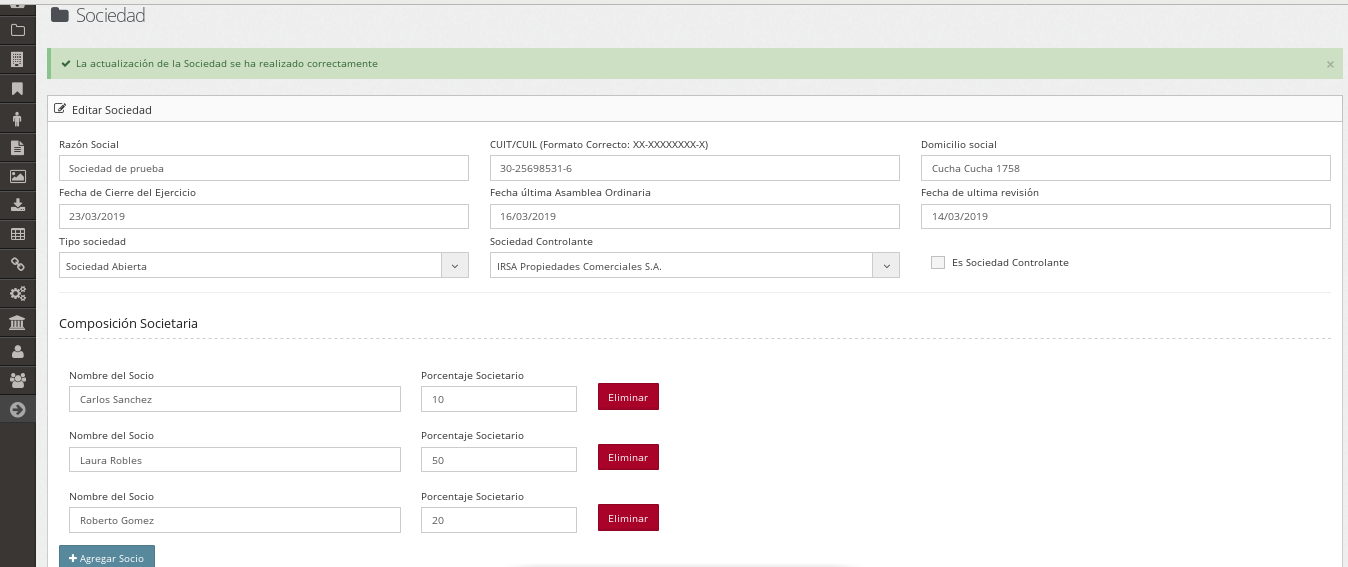 Sociedad
La actualización de la Sociedad se ha realizado correctamente ×
Editar Sociedad
Razón Social CUIT/CUIL (Formato Correcto: XX-XXXXXXXX-X) Domicilio social
Sociedad de prueba 30-25698531-6 Cucha Cucha 1758
Fecha de Cierre del Ejercicio Fecha última Asamblea Ordinaria Fecha de ultima revisión
23/03/2019 16/03/2019 14/03/2019
Tipo sociedad Sociedad Controlante
Sociedad Abierta IRSA Propiedades Comerciales S.A. Es Sociedad Controlante
Composición Societaria
Nombre del Socio Porcentaje Societario
Carlos Sanchez 10 Eliminar
Nombre del Socio Porcentaje Societario
Laura Robles 50 Eliminar
Nombre del Socio Porcentaje Societario
Roberto Gomez 20 Eliminar
+ Agregar Socio